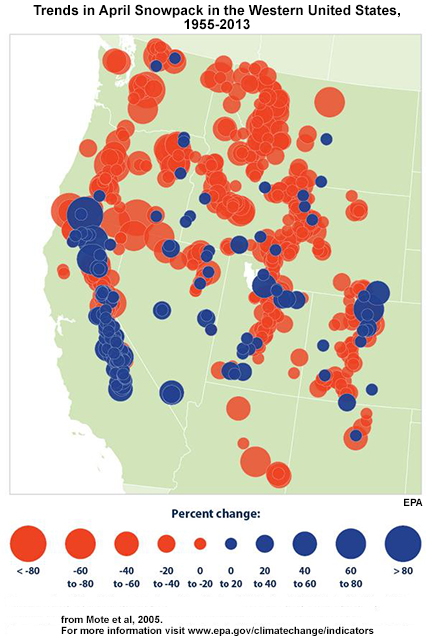 Trends in April Snowpack in the Western United States,
1955-2013
EPA
Percent change:
< -80 -60 to -80 -40 to -60 -20 to -40 0 to -20 0 to 20 20 to 40 40 to 60 60 to 80 > 80
from Mote et al, 2005.
For more information visit www.epa.gov/climatechange/indicators